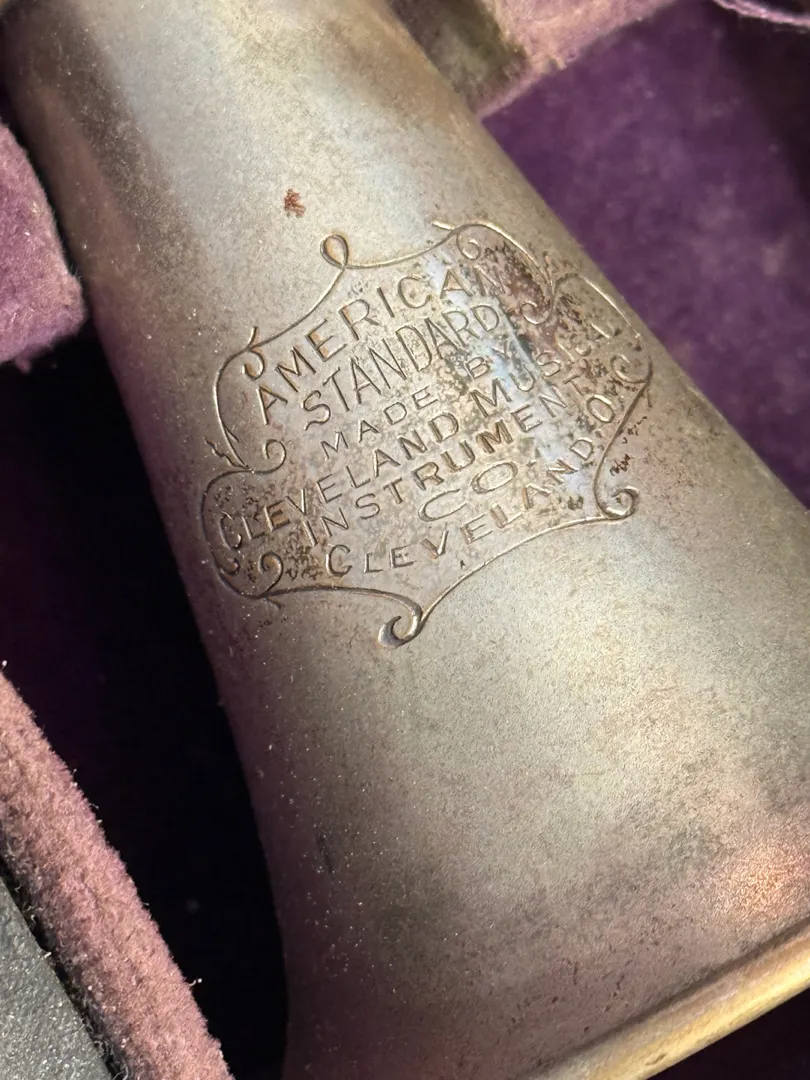 AMERICAN
STANDARD
MADE BY
CLEVELAND MUSICAL
INSTRUMENT
CO
CLEVELAND, O.